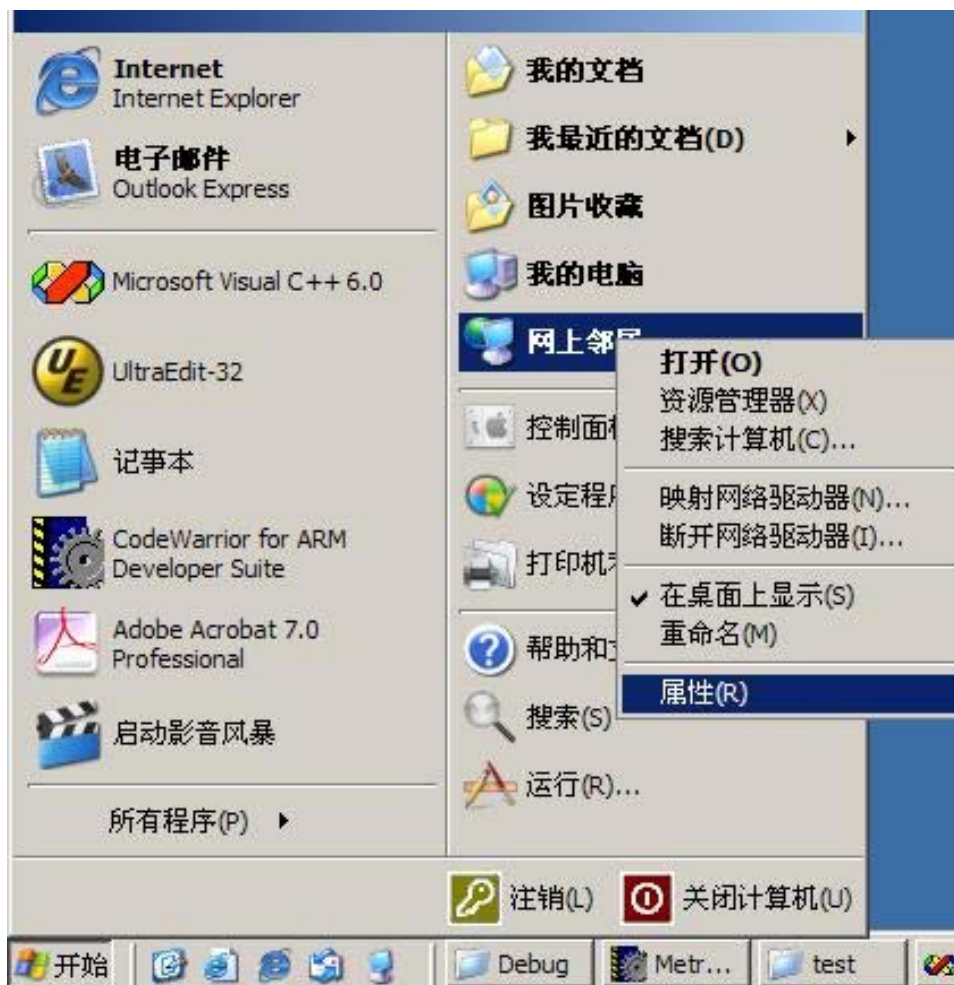 Internet
Internet Explorer
电子邮件
Outlook Express
Microsoft Visual C++ 6.0
UltraEdit-32
记事本
CodeWarrior for ARM
Developer Suite
Adobe Acrobat 7.0
Professional
启动影音风暴
所有程序(P)
我的文档
我最近的文档(D)
图片收藏
我的电脑
网上邻居
控制面
设定程
打印机
帮助和
搜索(S)
运行(R)...
打开(O)
资源管理器(X)
搜索计算机(C)...
映射网络驱动器(N)...
断开网络驱动器(I)...
在桌面上显示(S)
重命名(M)
属性(R)
注销(L)
关闭计算机(U)
开始
Debug
Metr...
test